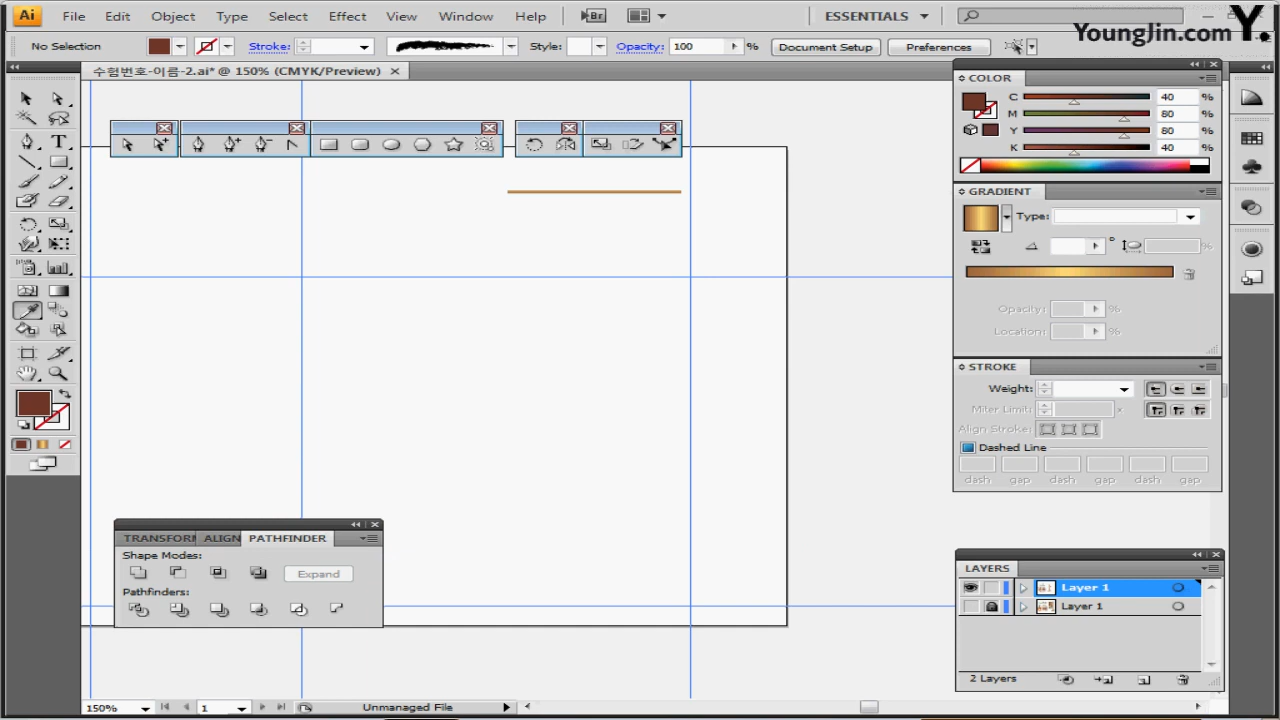 Ai File Edit Object Type Select Effect View Window Help Br ESSENTIALS
YoungJin.com Y.
No Selection Stroke: Style: Opacity: 100 % Document Setup Preferences
수험번호-이름-2.ai* @ 150% (CMYK/Preview)
COLOR
C 40 %
M 80 %
Y 80 %
K 40 %
GRADIENT
Type:
° %
Opacity: %
Location: %
STROKE
Weight:
Miter Limit: x
Align Stroke:
Dashed Line
dash gap dash gap dash gap
TRANSFORM ALIGN PATHFINDER
Shape Modes:
Expand
Pathfinders:
LAYERS
Layer 1
Layer 1
2 Layers
150% 1 Unmanaged File